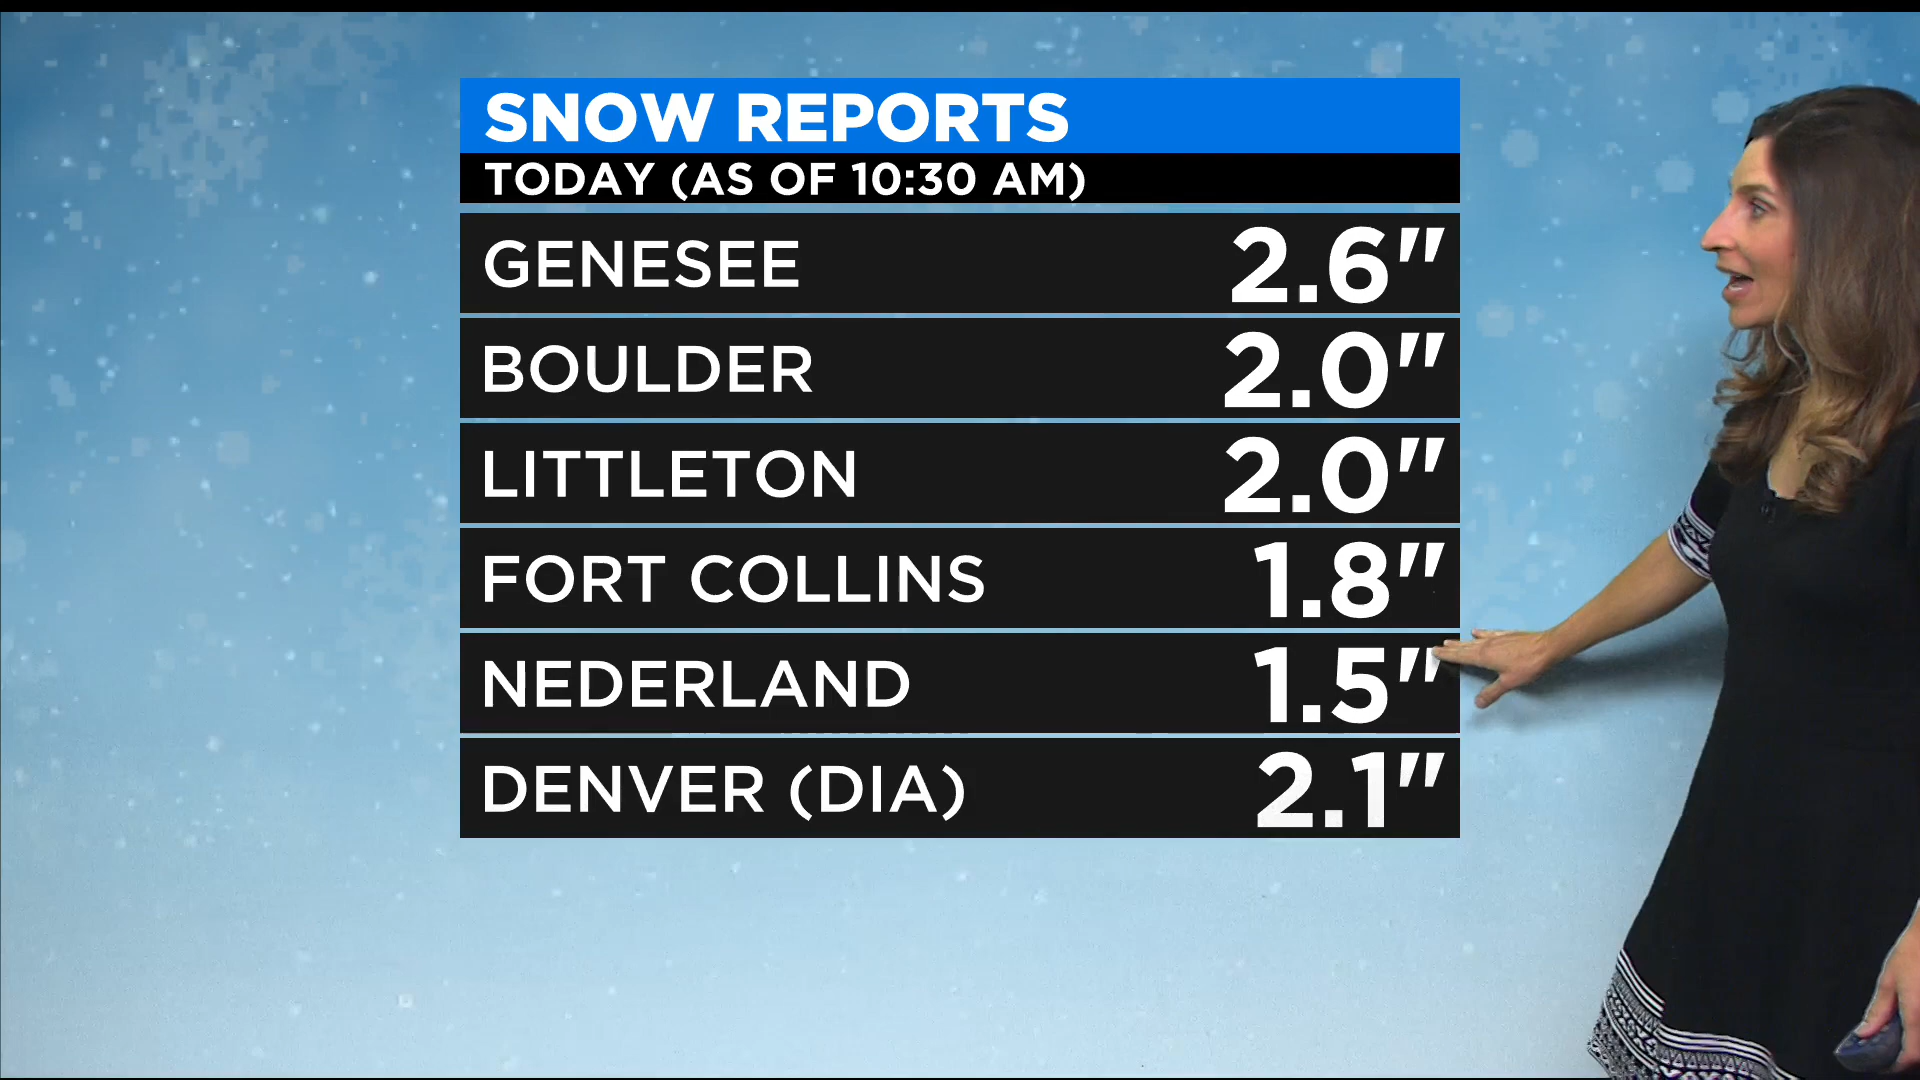 SNOW REPORTS
TODAY (AS OF 10:30 AM)
GENESEE 2.6"
BOULDER 2.0"
LITTLETON 2.0"
FORT COLLINS 1.8"
NEDERLAND 1.5"
DENVER (DIA) 2.1"